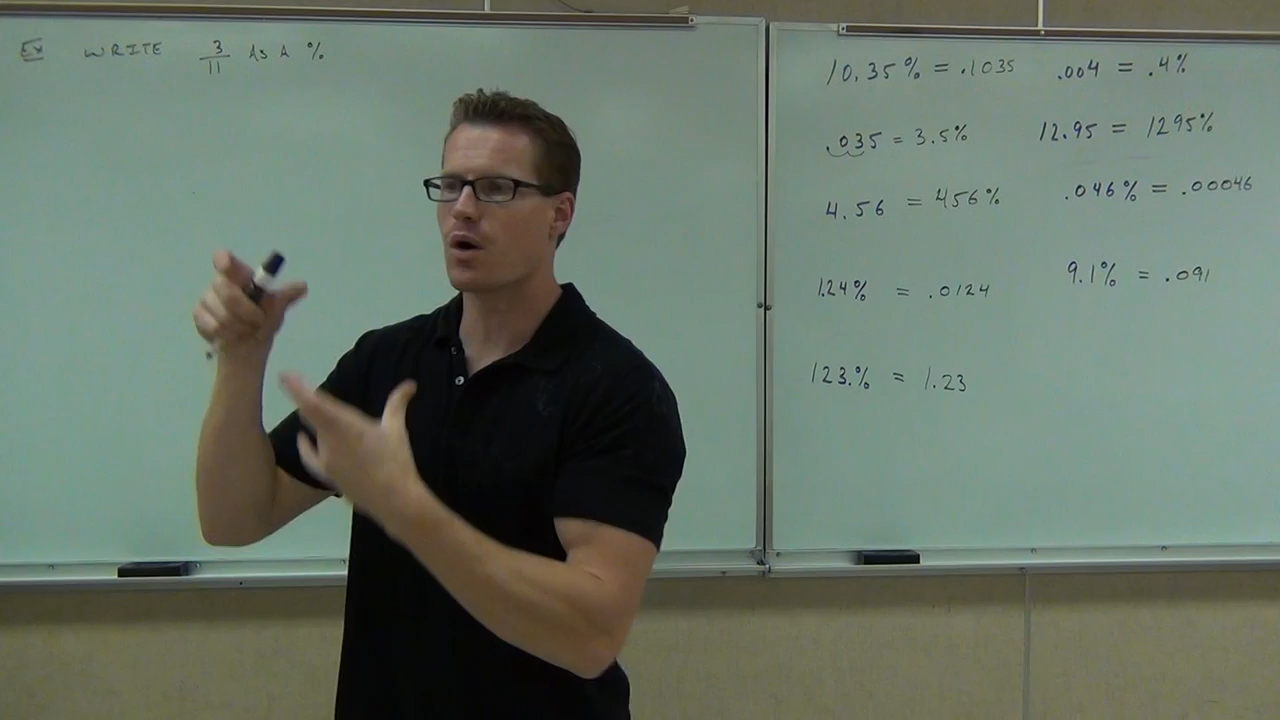 Ex WRITE 3/11 AS A %
10.35% = .1035
.035 = 3.5%
4.56 = 456%
1.24% = .0124
123.% = 1.23
.004 = .4%
12.95 = 1295%
.046% = .00046
9.1% = .091